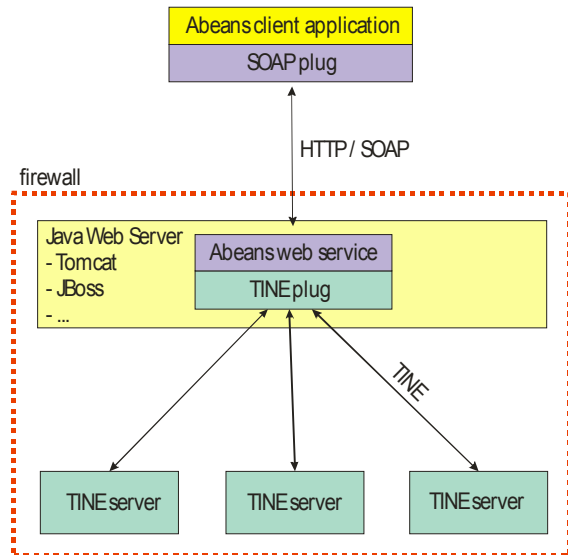 Abeans client application
SOAP plug
HTTP / SOAP
firewall
Java Web Server
- Tomcat
- JBoss
- ...
Abeans web service
TINE plug
TINE
TINE server
TINE server
TINE server